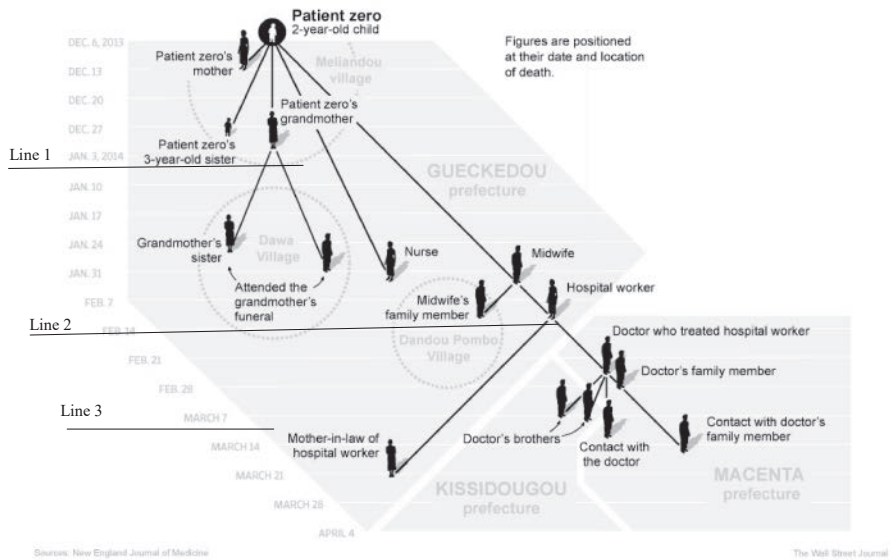 Patient zero
2-year-old child
DEC. 6, 2013
Patient zero's
mother
Meliandou
village
Figures are positioned
at their date and location
of death.
DEC. 13
DEC. 20
Patient zero's
grandmother
DEC. 27
Patient zero's
3-year-old sister
Line 1
JAN. 3, 2014
GUECKEDOU
prefecture
JAN. 10
JAN. 17
JAN. 24
Grandmother's
sister
Dawa
Village
Nurse
Midwife
JAN. 31
Attended the
grandmother's
funeral
Midwife's
family member
Hospital worker
FEB. 7
Line 2
FEB. 14
Dandou Pombo
Village
Doctor who treated hospital worker
FEB. 21
Doctor's family member
FEB. 28
Line 3
MARCH 7
Mother-in-law of
hospital worker
Doctor's brothers
Contact with
the doctor
Contact with doctor's
family member
MARCH 14
MARCH 21
KISSIDOUGOU
prefecture
MACENTA
prefecture
MARCH 28
APRIL 4
Sources: New England Journal of Medicine
The Wall Street Journal